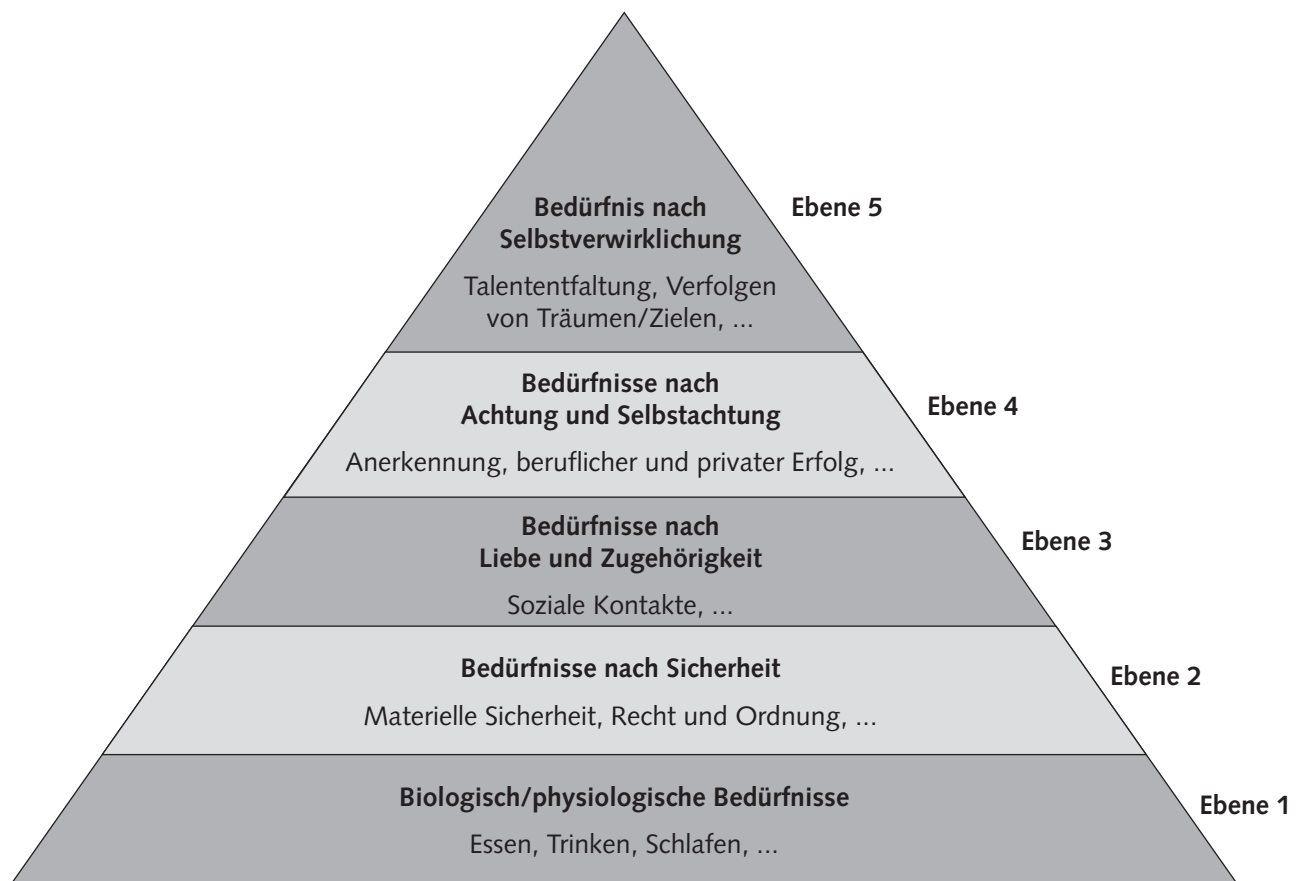 Bedürfnis nach
Selbstverwirklichung
Ebene 5
Talententfaltung, Verfolgen
von Träumen/Zielen, ...
Bedürfnisse nach
Achtung und Selbstachtung
Ebene 4
Anerkennung, beruflicher und privater Erfolg, ...
Bedürfnisse nach
Liebe und Zugehörigkeit
Ebene 3
Soziale Kontakte, ...
Bedürfnisse nach Sicherheit
Ebene 2
Materielle Sicherheit, Recht und Ordnung, ...
Biologisch/physiologische Bedürfnisse
Ebene 1
Essen, Trinken, Schlafen, ...